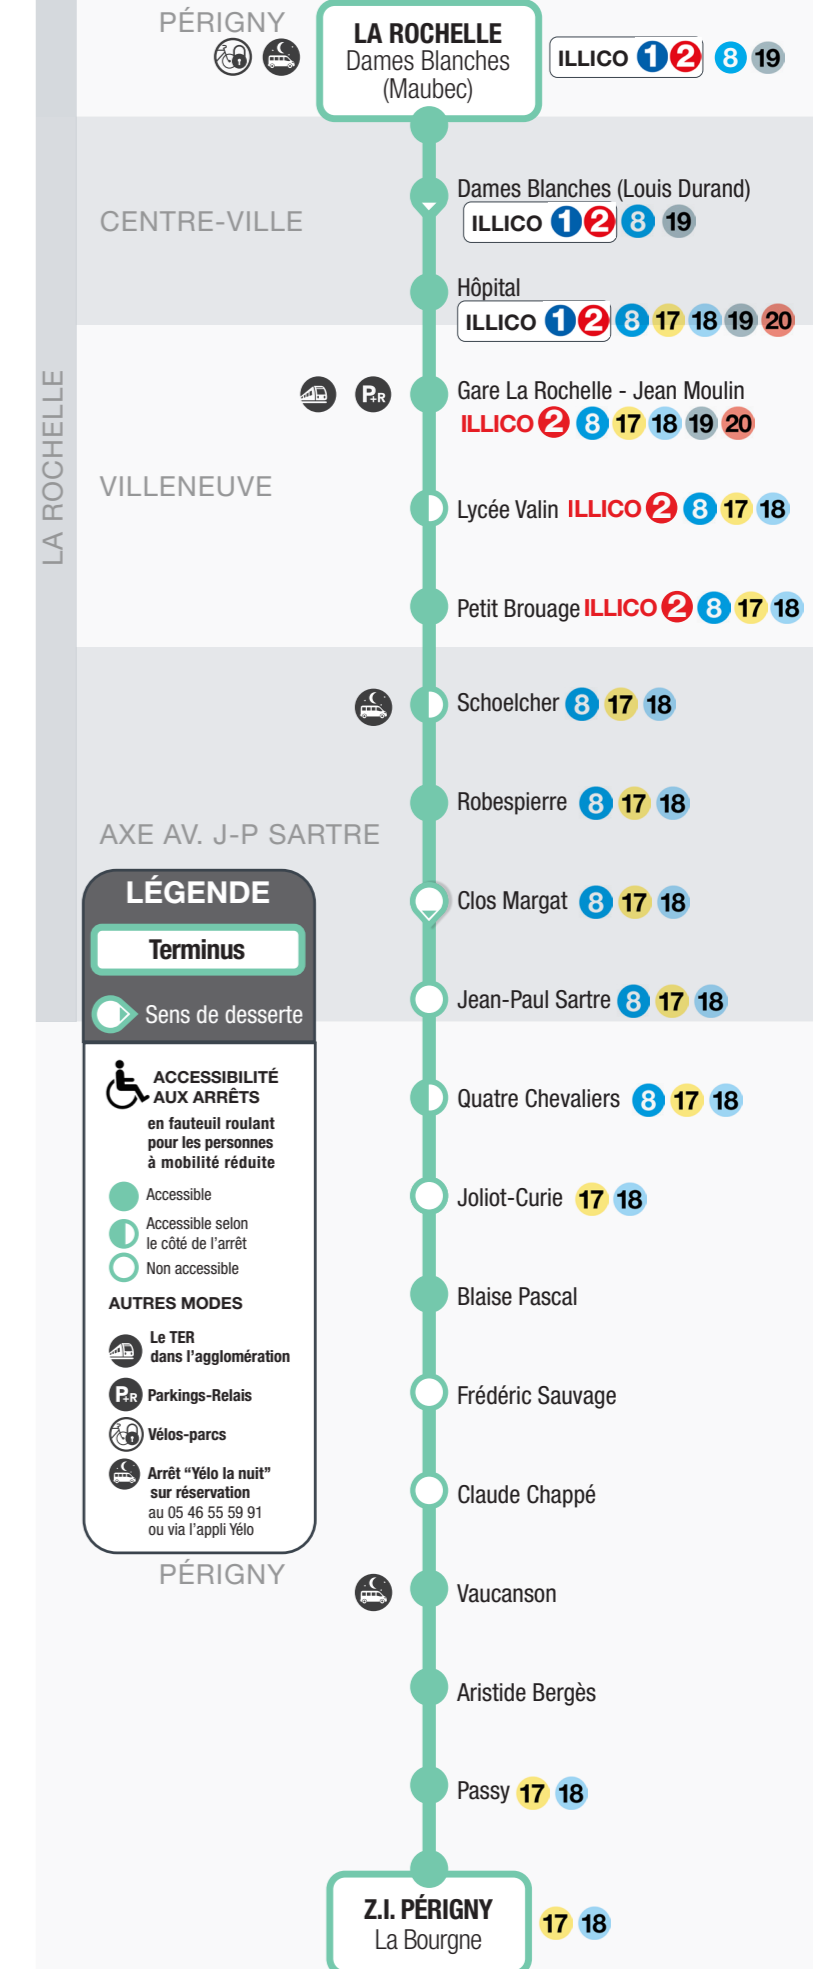 PÉRIGNY
LA ROCHELLE
Dames Blanches
(Maubec)
ILLICO 1 2 8 19
LA ROCHELLE
CENTRE-VILLE
Dames Blanches (Louis Durand)
ILLICO 1 2 8 19
Hôpital
ILLICO 1 2 8 17 18 19 20
VILLENEUVE
P+R
Gare La Rochelle - Jean Moulin
ILLICO 2 8 17 18 19 20
Lycée Valin ILLICO 2 8 17 18
Petit Brouage ILLICO 2 8 17 18
AXE AV. J-P SARTRE
Schoelcher 8 17 18
Robespierre 8 17 18
Clos Margat 8 17 18
Jean-Paul Sartre 8 17 18
Quatre Chevaliers 8 17 18
Joliot-Curie 17 18
Blaise Pascal
Frédéric Sauvage
Claude Chappé
Vaucanson
Aristide Bergès
Passy 17 18
Z.I. PÉRIGNY
La Bourgne
17 18
LÉGENDE
Terminus
Sens de desserte
ACCESSIBILITÉ
AUX ARRÊTS
en fauteuil roulant
pour les personnes
à mobilité réduite
Accessible
Accessible selon
le côté de l'arrêt
Non accessible
AUTRES MODES
Le TER
dans l'agglomération
P+R Parkings-Relais
Vélos-parcs
Arrêt “Yélo la nuit”
sur réservation
au 05 46 55 59 91
ou via l'appli Yélo
PÉRIGNY